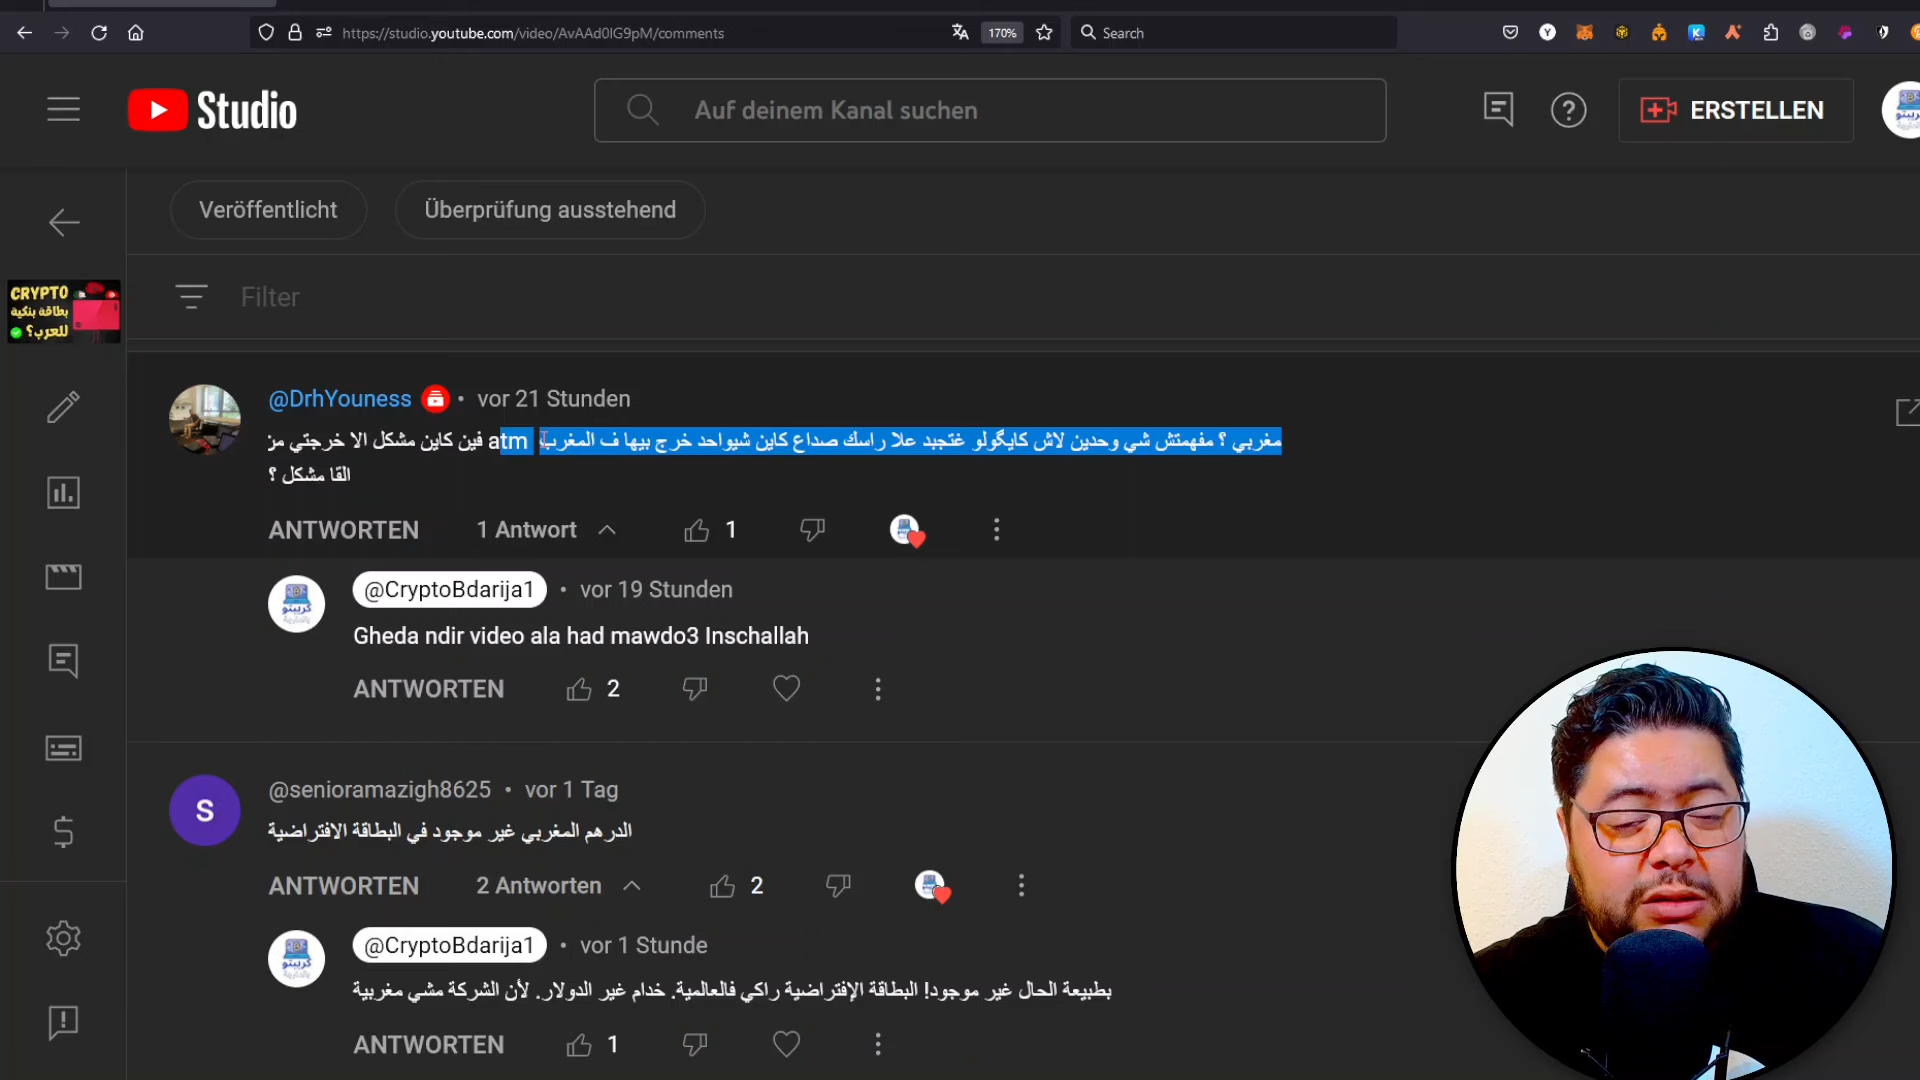 https://studio.youtube.com/video/AvAAd0lG9pM/comments
170%
Search
Studio
Auf deinem Kanal suchen
ERSTELLEN
Veröffentlicht
Überprüfung ausstehend
Filter
CRYPTO
بطاقة بنكية
للعرب؟
@DrhYouness • vor 21 Stunden
فين كاين مشكل الا خرجتي من atm مغربي ؟ مفهمتش شي وحدين لاش كايگولو غتجبد علا راسك صداع كاين شيواحد خرج بيها ف المغرب
القا مشكل ؟
ANTWORTEN
1 Antwort
1
@CryptoBdarija1 • vor 19 Stunden
Gheda ndir video ala had mawdo3 Inschallah
ANTWORTEN
2
S
@senioramazigh8625 • vor 1 Tag
الدرهم المغربي غير موجود في البطاقة الافتراضية
ANTWORTEN
2 Antworten
2
@CryptoBdarija1 • vor 1 Stunde
بطبيعة الحال غير موجود! البطاقة الإفتراضية راكي فالعالمية. خدام غير الدولار. لأن الشركة مشي مغربية
ANTWORTEN
1